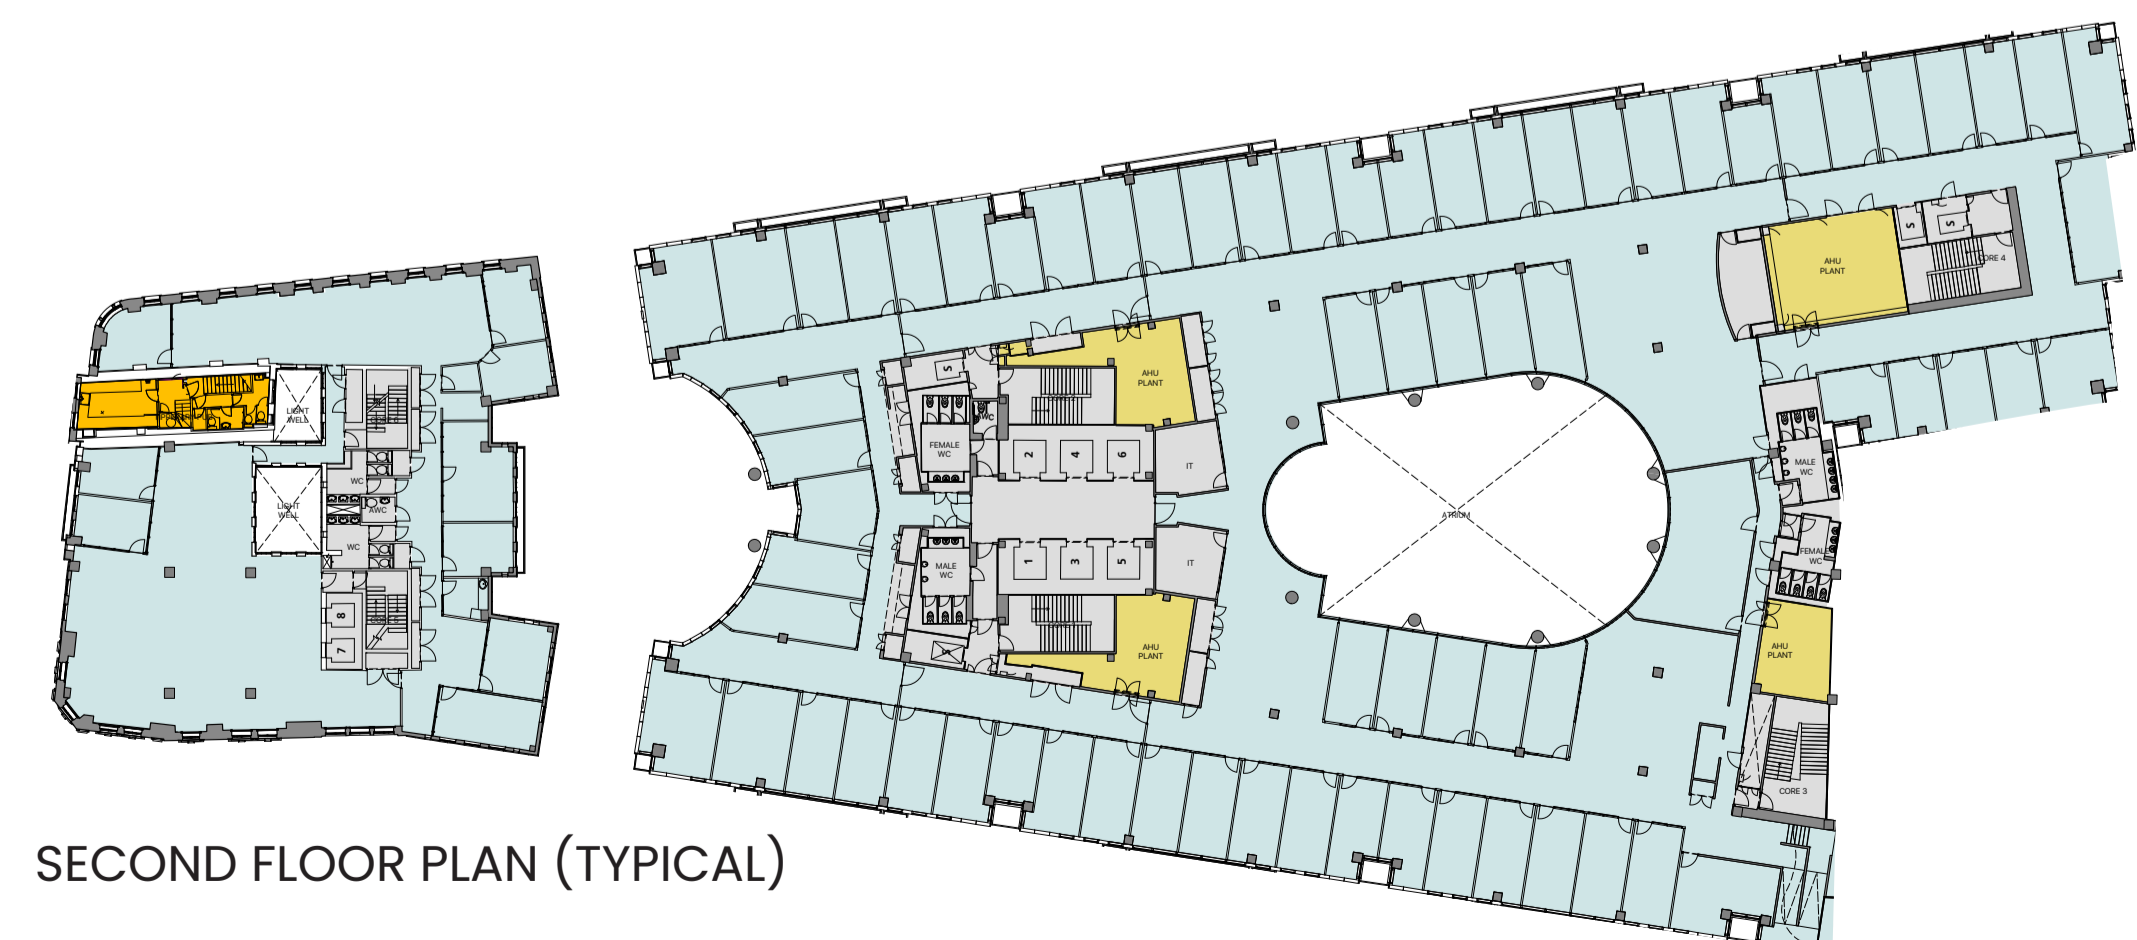 AHU
PLANT
S
S
CORE 4
LIGHT
WELL
S
AHU
PLANT
WC
FEMALE
WC
2
4
6
IT
MALE
WC
WC
LIGHT
WELL
AWC
ATRIUM
WC
FEMALE
WC
MALE
WC
1
3
5
IT
8
7
S
AHU
PLANT
AHU
PLANT
CORE 3
SECOND FLOOR PLAN (TYPICAL)